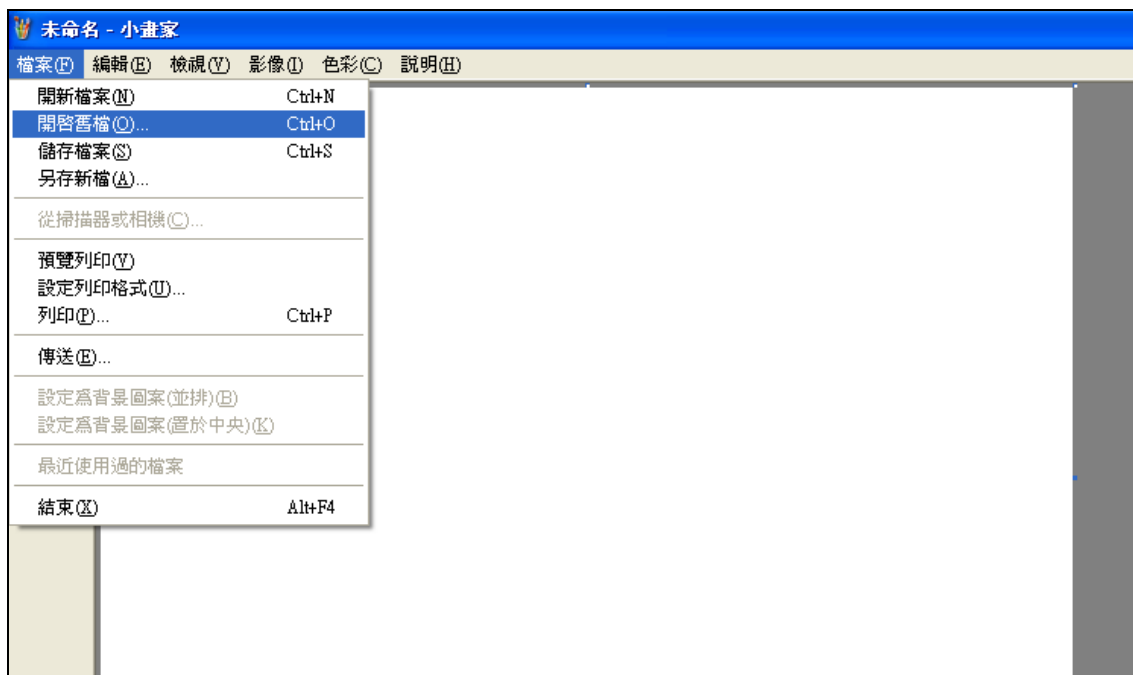 未命名 - 小畫家
檔案(F) 編輯(E) 檢視(V) 影像(I) 色彩(C) 說明(H)
開新檔案(N) Ctrl+N
開啓舊檔(O)... Ctrl+O
儲存檔案(S) Ctrl+S
另存新檔(A)...
從掃描器或相機(C)...
預覽列印(V)
設定列印格式(U)...
列印(P)... Ctrl+P
傳送(E)...
設定爲背景圖案(並排)(B)
設定爲背景圖案(置於中央)(K)
最近使用過的檔案
結束(X) Alt+F4